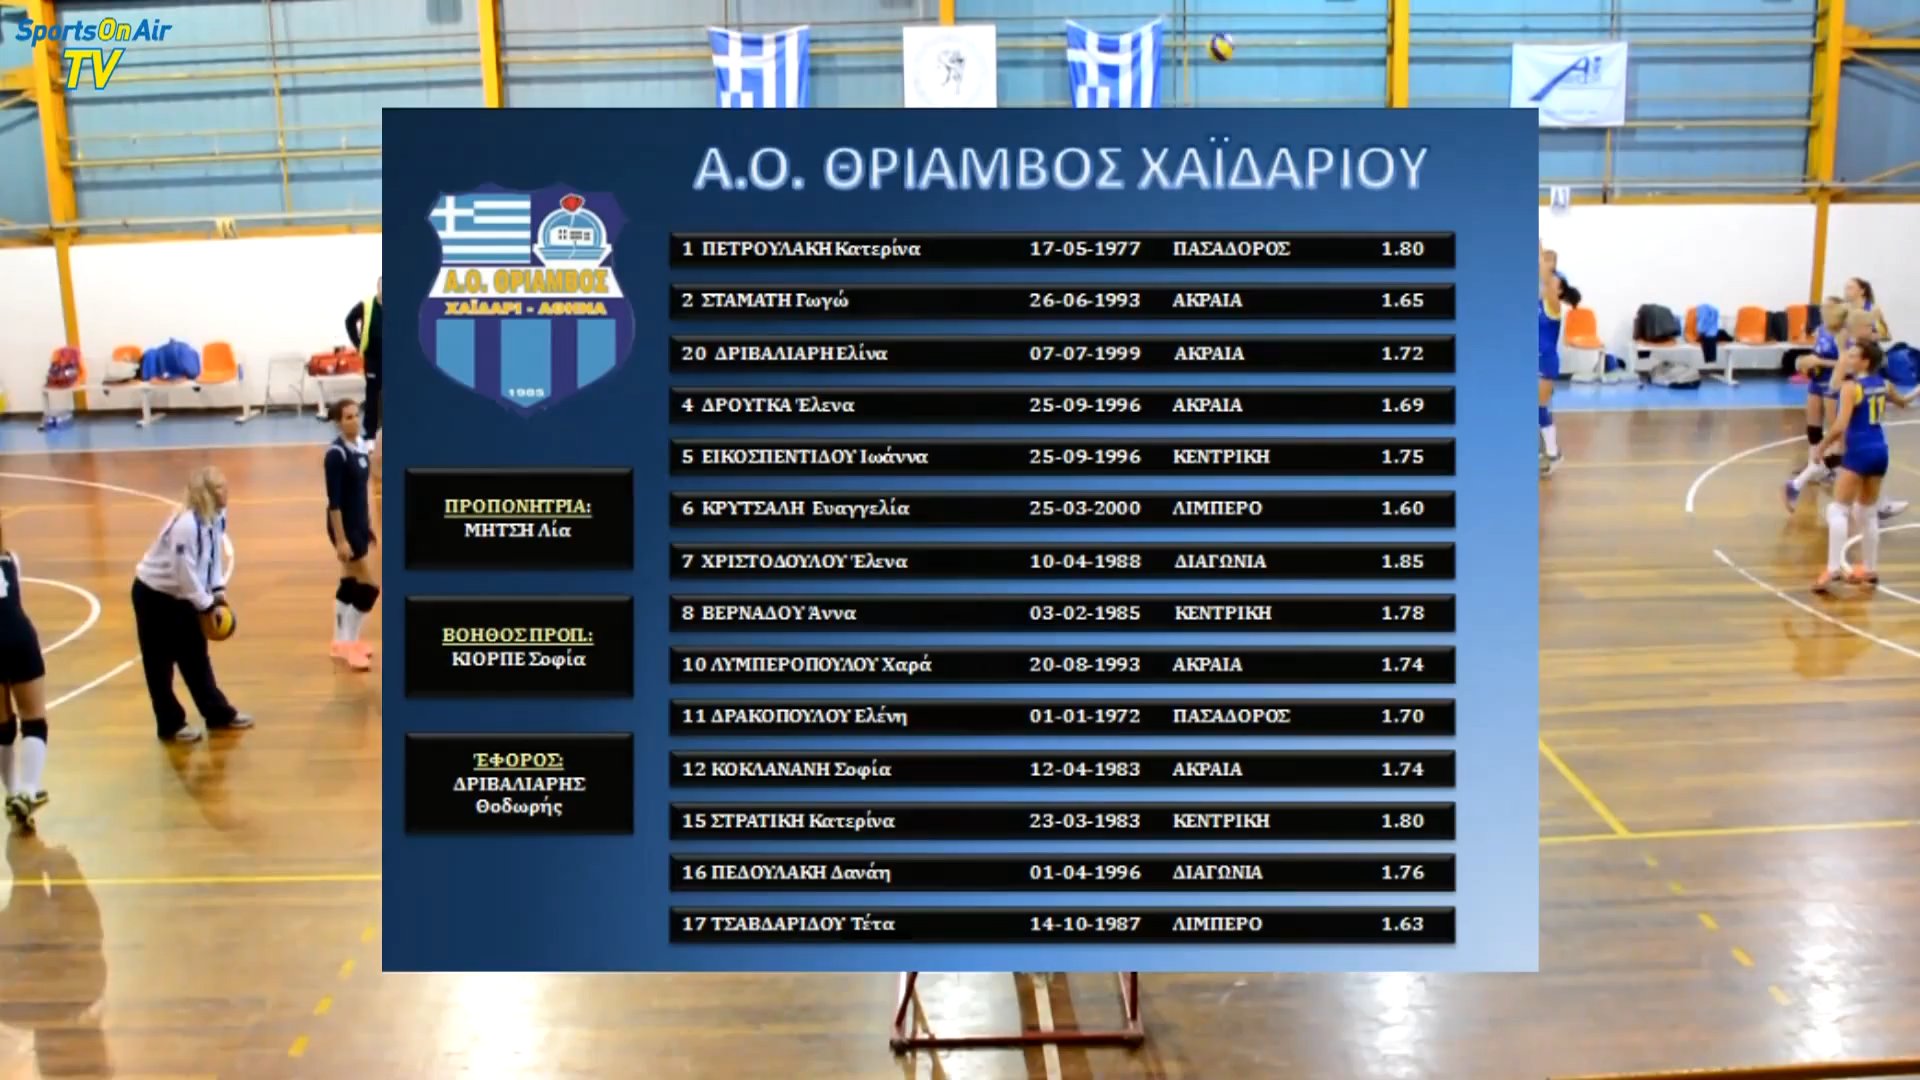 SportsOnAir
TV
Α.Ο. ΘΡΙΑΜΒΟΣ ΧΑΪΔΑΡΙΟΥ
Α.Ο. ΘΡΙΑΜΒΟΣ
ΧΑΪΔΑΡΙ - ΑΘΗΝΑ
1985
ΠΡΟΠΟΝΗΤΡΙΑ:
ΜΗΤΣΗ Λία
ΒΟΗΘΟΣ ΠΡΟΠ.:
ΚΙΟΡΠΕ Σοφία
ΈΦΟΡΟΣ:
ΔΡΙΒΑΛΙΑΡΗΣ
Θοδωρής
1 ΠΕΤΡΟΥΛΑΚΗ Κατερίνα 17-05-1977 ΠΑΣΑΔΟΡΟΣ 1.80
2 ΣΤΑΜΑΤΗ Γωγώ 26-06-1993 ΑΚΡΑΙΑ 1.65
20 ΔΡΙΒΑΛΙΑΡΗ Ελίνα 07-07-1999 ΑΚΡΑΙΑ 1.72
4 ΔΡΟΥΓΚΑ Έλενα 25-09-1996 ΑΚΡΑΙΑ 1.69
5 ΕΙΚΟΣΠΕΝΤΙΔΟΥ Ιωάννα 25-09-1996 ΚΕΝΤΡΙΚΗ 1.75
6 ΚΡΥΤΣΑΛΗ Ευαγγελία 25-03-2000 ΛΙΜΠΕΡΟ 1.60
7 ΧΡΙΣΤΟΔΟΥΛΟΥ Έλενα 10-04-1988 ΔΙΑΓΩΝΙΑ 1.85
8 ΒΕΡΝΑΔΟΥ Άννα 03-02-1985 ΚΕΝΤΡΙΚΗ 1.78
10 ΛΥΜΠΕΡΟΠΟΥΛΟΥ Χαρά 20-08-1993 ΑΚΡΑΙΑ 1.74
11 ΔΡΑΚΟΠΟΥΛΟΥ Ελένη 01-01-1972 ΠΑΣΑΔΟΡΟΣ 1.70
12 ΚΟΚΛΑΝΑΝΗ Σοφία 12-04-1983 ΑΚΡΑΙΑ 1.74
15 ΣΤΡΑΤΙΚΗ Κατερίνα 23-03-1983 ΚΕΝΤΡΙΚΗ 1.80
16 ΠΕΔΟΥΛΑΚΗ Δανάη 01-04-1996 ΔΙΑΓΩΝΙΑ 1.76
17 ΤΣΑΒΔΑΡΙΔΟΥ Τέτα 14-10-1987 ΛΙΜΠΕΡΟ 1.63
11